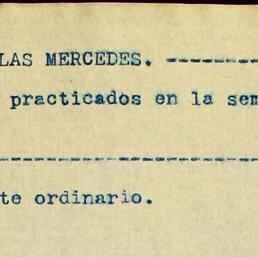 LAS MERCEDES. ----------
practicados en la sem
--------------------
te ordinario.